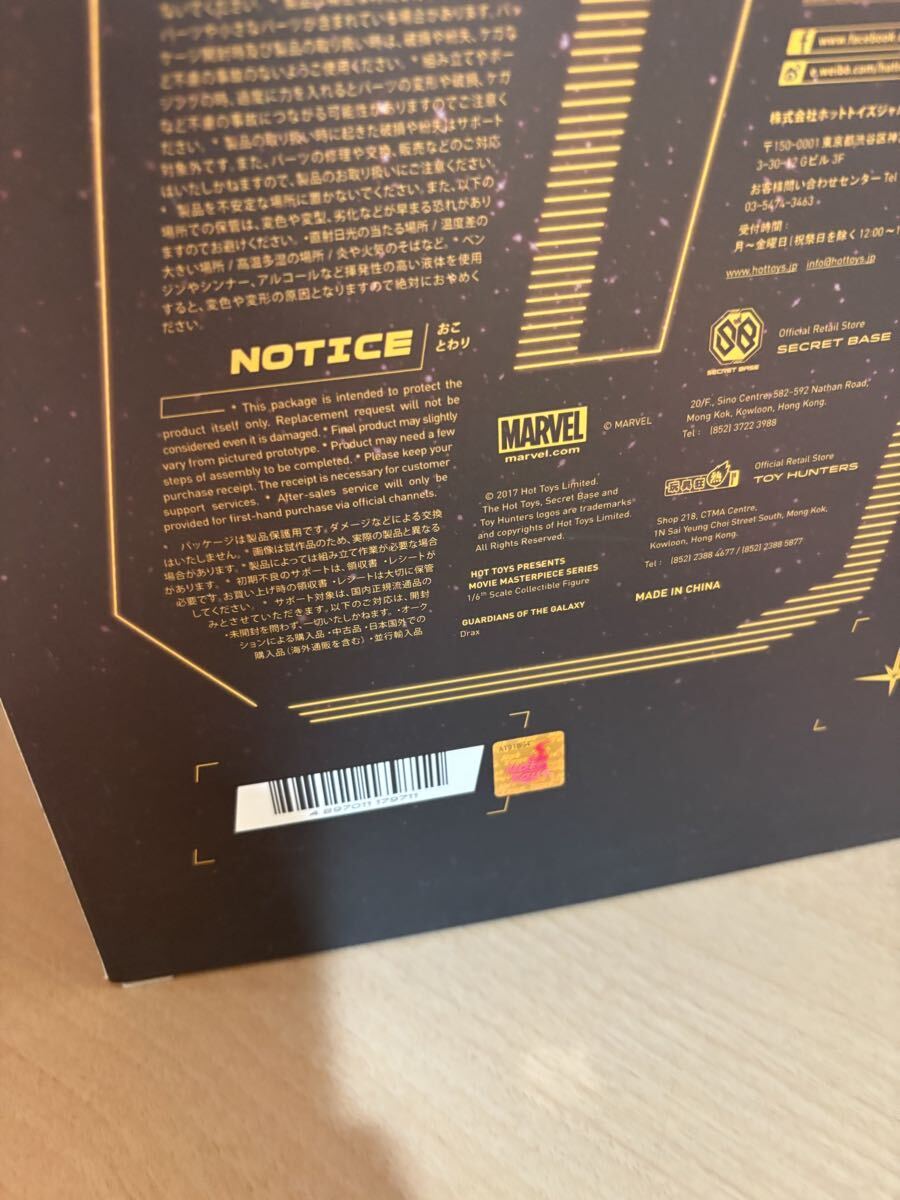 ないでください。
パーツや小さなパーツが含まれている場合があります。パッ
ケージ開封時及び製品の取り扱い時は、破損や紛失、ケガな
ど不慮の事故のないようご使用ください。 * 組み立てやポー
ジングの時、過度に力を入れるとパーツの変形や破損、ケガ
など不慮の事故につながる可能性がありますのでご注意く
ださい。 * 製品の取り扱い時に起きた破損や紛失はサポート
対象外です。また、パーツの修理や交換、販売などのご対応
はいたしかねますので、製品のお取り扱いにご注意ください。
* 製品を不安定な場所に置かないでください。また、以下の
場所での保管は、変色や変型、劣化などが早まる恐れがあり
ますのでお避けください。・直射日光の当たる場所 / 温度差の
大きい場所 / 高温多湿の場所 / 炎や火気のそばなど。 * ベン
ジジやシンナー、アルコールなど揮発性の高い液体を使用
すると、変色や変形の原因となりますので絶対におやめく
ださい。
NOTICE
おこ
とわり
* This package is intended to protect the
product itself only. Replacement request will not be
considered even it is damaged. * Final product may slightly
vary from pictured prototype. * Product may need a few
steps of assembly to be completed. * Please keep your
purchase receipt. The receipt is necessary for customer
support services. * After-sales service will only be
provided for first-hand purchase via official channels.
* パッケージは製品保護用です。ダメージなどによる交換
はいたしません。 * 画像は試作品のため、実際の製品と異なる
場合があります。 * 製品によっては組み立て作業が必要な場合
があります。 * 初期不良のサポートは、領収書・レシートが
必要です。お買い上げ時の領収書・レシートは大切に保管
してください。 * サポート対象は、国内正規流通品の
みとさせていただきます。以下のご対応は、開封
・未開封を問わず、一切いたしかねます。・オーク
ションによる購入品・中古品・日本国外での
購入品(海外通販を含む)・並行輸入品
4 897011 179711
MARVEL
marvel.com
© MARVEL
© 2017 Hot Toys Limited.
The Hot Toys, Secret Base and
Toy Hunters logos are trademarks
and copyrights of Hot Toys Limited.
All Rights Reserved.
HOT TOYS PRESENTS
MOVIE MASTERPIECE SERIES
1/6th Scale Collectible Figure
GUARDIANS OF THE GALAXY
Drax
www.facebook.
e.weibo.com/hott
株式会社ホットトイズジャ
〒150-0001 東京都渋谷区神
Gビル 3F
お客様問い合わせセンター Tel
03-5474-3463
受付時間:
月~金曜日(祝祭日を除く12:00~1
www.hottoys.jp info@hottoys.jp
SECRET BASE
Official Retail Store
SECRET BASE
20/F., Sino Centre, 582-592 Nathan Road,
Mong Kok, Kowloon, Hong Kong.
Tel : (852) 3722 3988
玩具狂熱
Official Retail Store
TOY HUNTERS
Shop 218, CTMA Centre,
1N Sai Yeung Choi Street South, Mong Kok,
Kowloon, Hong Kong.
Tel : (852) 2388 4677 / (852) 2388 5877
MADE IN CHINA